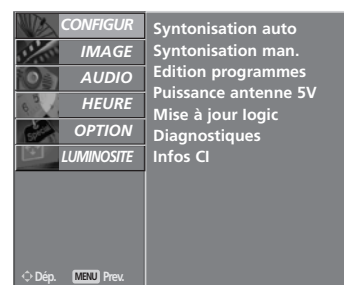 CONFIGUR
IMAGE
AUDIO
HEURE
OPTION
LUMINOSITE
Syntonisation auto
Syntonisation man.
Edition programmes
Puissance antenne 5V
Mise à jour logic
Diagnostiques
Infos CI
Dép. MENU Prev.